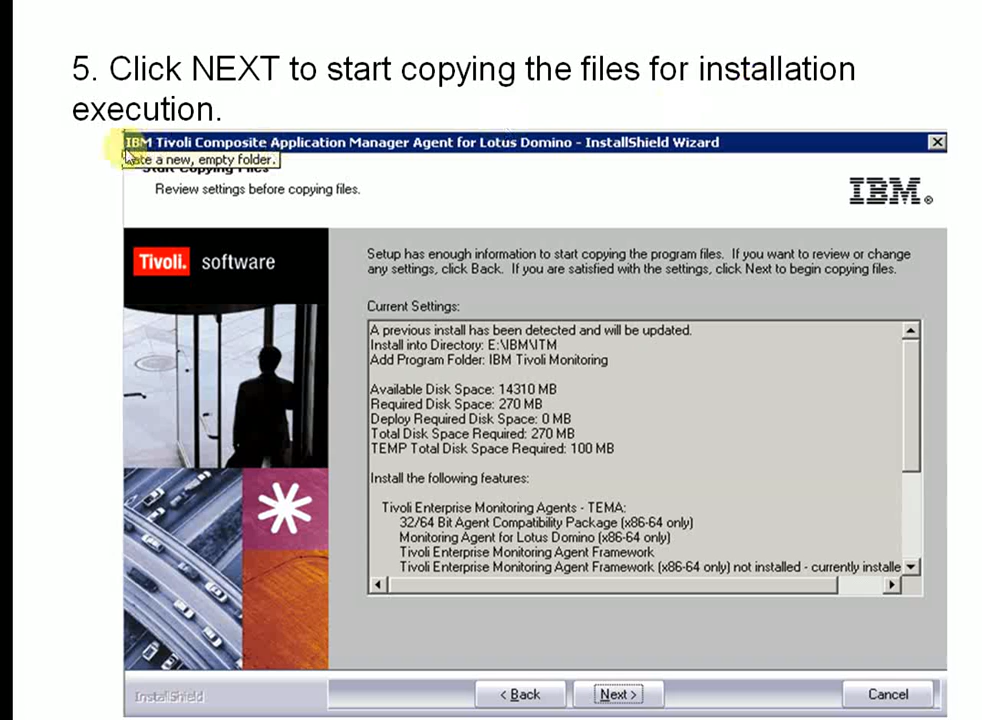 5. Click NEXT to start copying the files for installation
execution.
IBM Tivoli Composite Application Manager Agent for Lotus Domino - InstallShield Wizard
ate a new, empty folder.
Start Copying Files
Review settings before copying files.
IBM®
Tivoli. software
Setup has enough information to start copying the program files. If you want to review or change
any settings, click Back. If you are satisfied with the settings, click Next to begin copying files.
Current Settings:
A previous install has been detected and will be updated.
Install into Directory: E:\IBM\ITM
Add Program Folder: IBM Tivoli Monitoring
Available Disk Space: 14310 MB
Required Disk Space: 270 MB
Deploy Required Disk Space: 0 MB
Total Disk Space Required: 270 MB
TEMP Total Disk Space Required: 100 MB
Install the following features:
Tivoli Enterprise Monitoring Agents - TEMA:
32/64 Bit Agent Compatibility Package (x86-64 only)
Monitoring Agent for Lotus Domino (x86-64 only)
Tivoli Enterprise Monitoring Agent Framework
Tivoli Enterprise Monitoring Agent Framework (x86-64 only) not installed - currently installe
InstallShield
< Back
Next >
Cancel